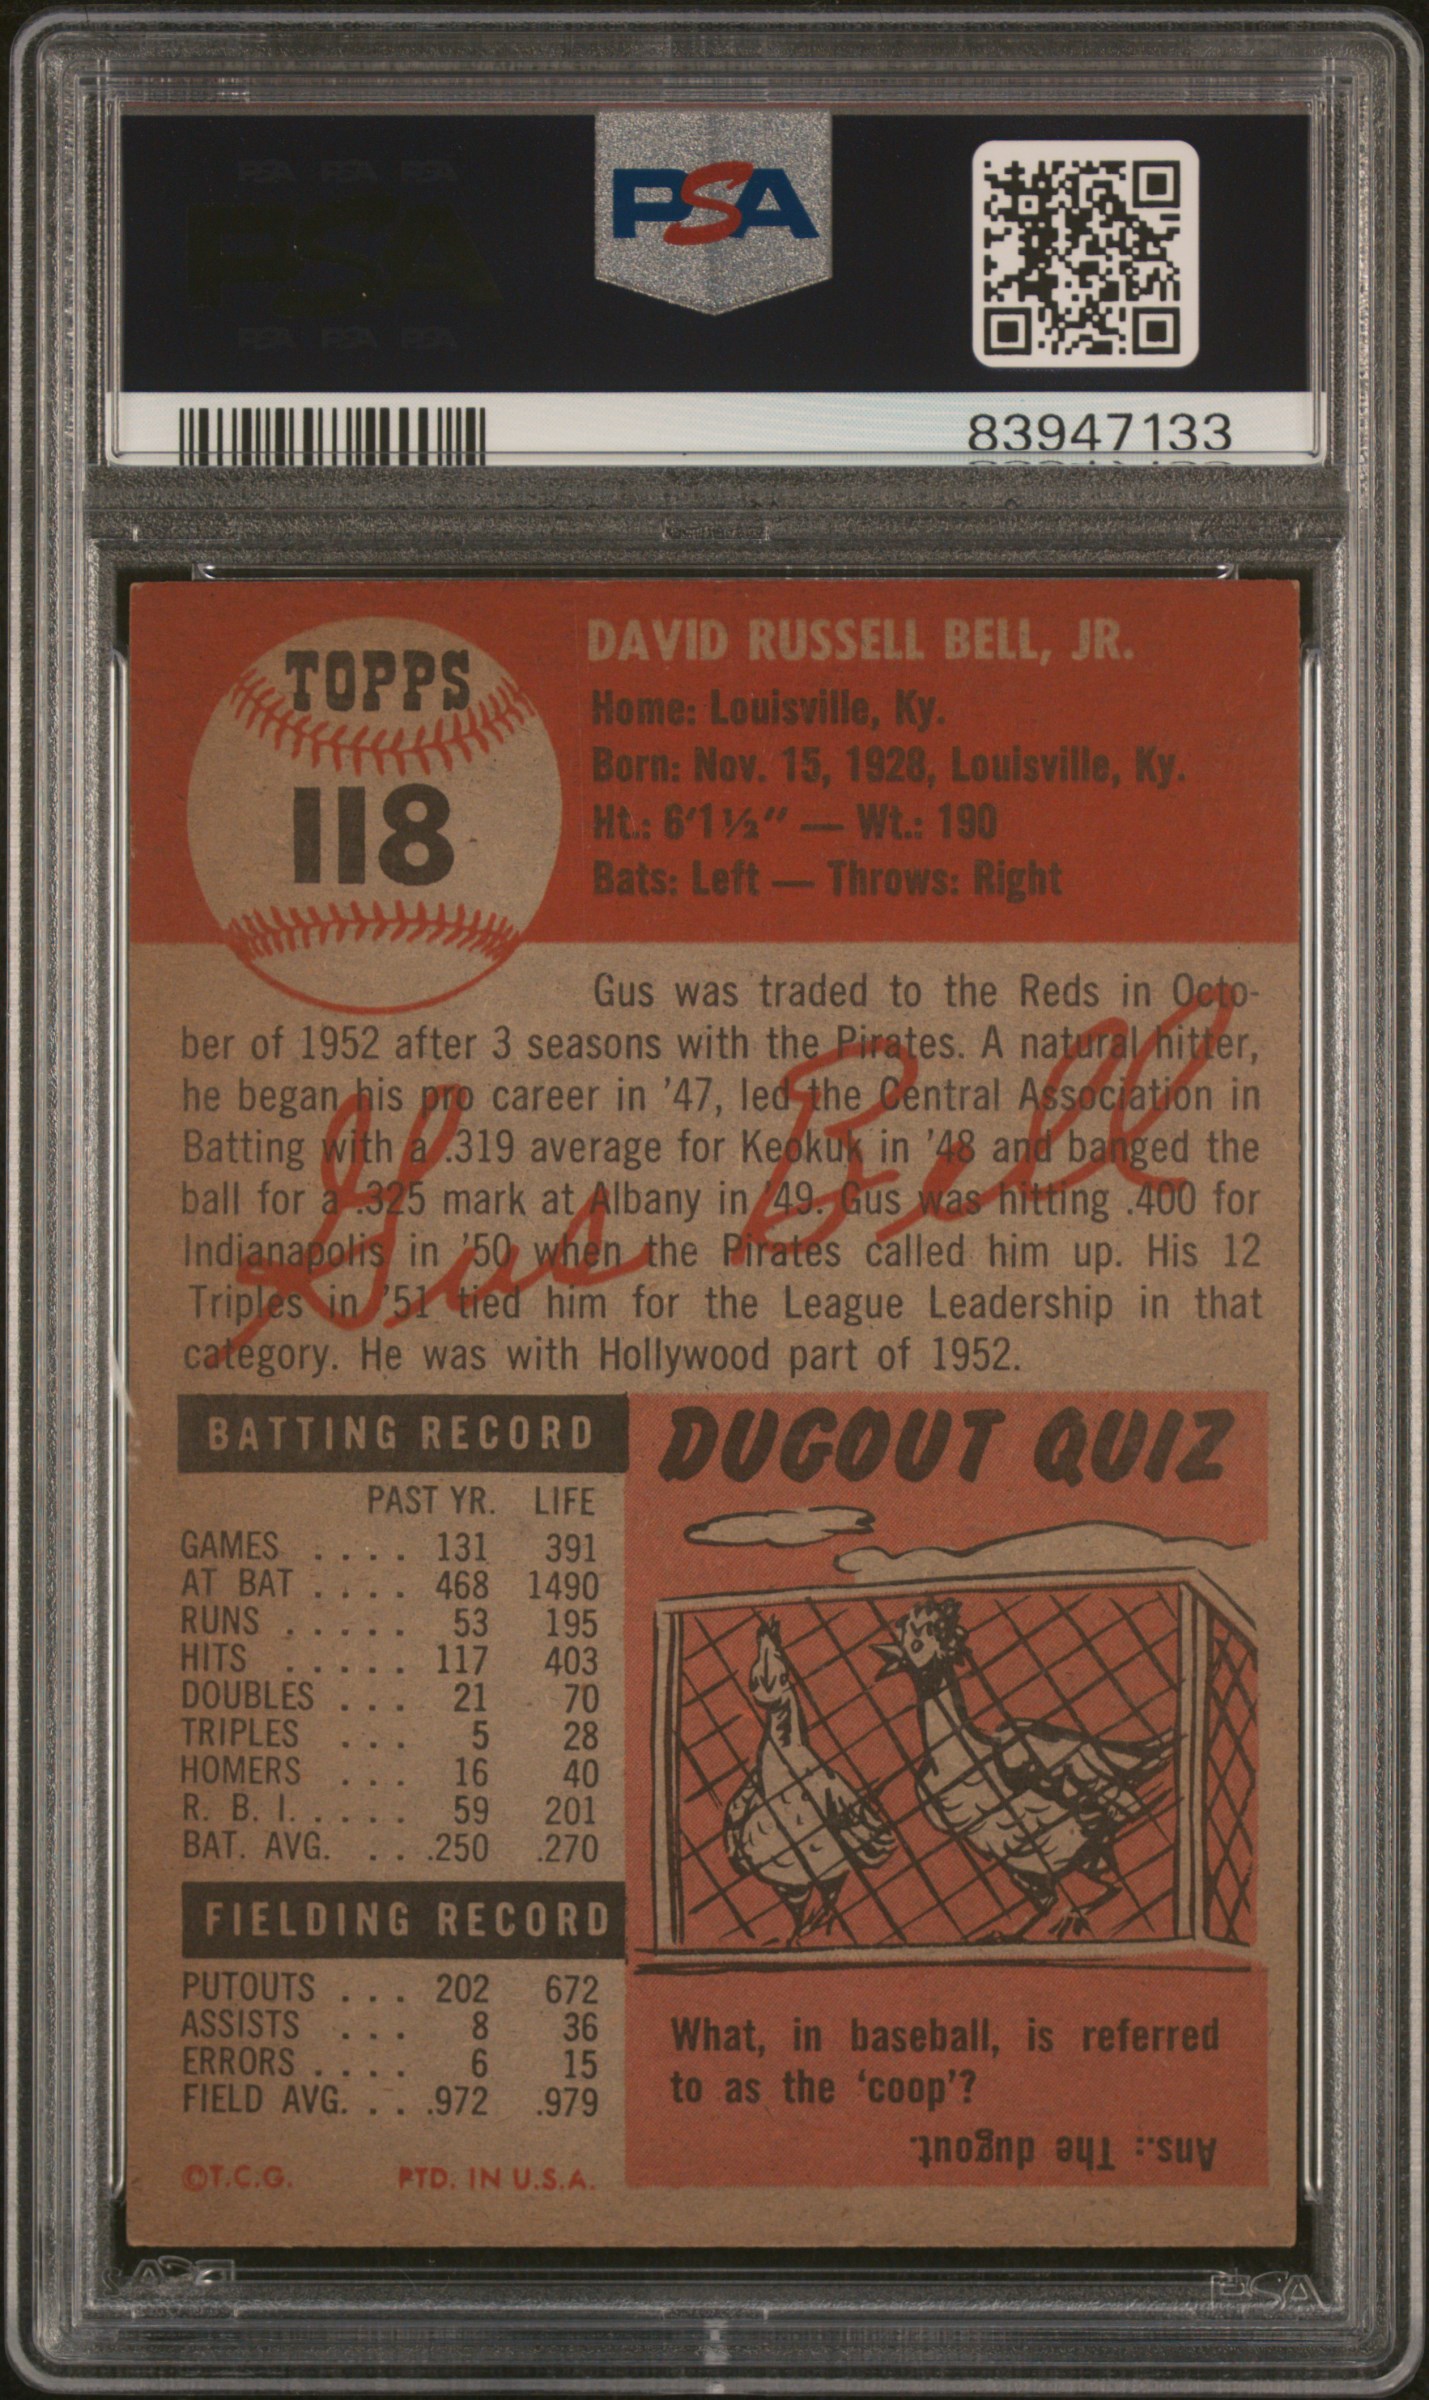 PSA PSA PSA
PSA
PSA PSA PSA
PSA
83947133
TOPPS
118
DAVID RUSSELL BELL, JR.
Home: Louisville, Ky.
Born: Nov. 15, 1928, Louisville, Ky.
Ht.: 6'1½" — Wt.: 190
Bats: Left — Throws: Right
Gus was traded to the Reds in Octo-
ber of 1952 after 3 seasons with the Pirates. A natural hitter,
he began his pro career in '47, led the Central Association in
Batting with a .319 average for Keokuk in '48 and banged the
ball for a .325 mark at Albany in '49. Gus was hitting .400 for
Indianapolis in '50 when the Pirates called him up. His 12
Triples in '51 tied him for the League Leadership in that
category. He was with Hollywood part of 1952.
Gus Bell
BATTING RECORD
PAST YR. LIFE
GAMES . . . . 131 391
AT BAT . . . . 468 1490
RUNS . . . . . 53 195
HITS . . . . . 117 403
DOUBLES . . . 21 70
TRIPLES . . . 5 28
HOMERS . . . 16 40
R. B. I. . . . . 59 201
BAT. AVG. . . .250 .270
FIELDING RECORD
PUTOUTS . . . 202 672
ASSISTS . . . 8 36
ERRORS . . . . 6 15
FIELD AVG. . . .972 .979
©T.C.G. PTD. IN U.S.A.
DUGOUT QUIZ
What, in baseball, is referred
to as the 'coop'?
Ans.: The dugout.
PSA
PSA